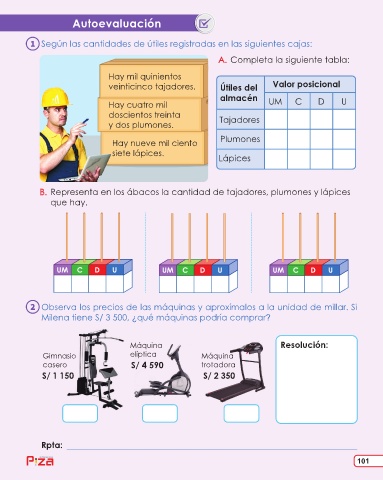 Autoevaluación
1 Según las cantidades de útiles registradas en las siguientes cajas:
A. Completa la siguiente tabla:
Hay mil quinientos
veinticinco tajadores.
Hay cuatro mil
doscientos treinta
y dos plumones.
Hay nueve mil ciento
siete lápices.
Útiles del
almacén
Valor posicional
UM C D U
Tajadores
Plumones
Lápices
B. Representa en los ábacos la cantidad de tajadores, plumones y lápices
que hay.
UM C D U
UM C D U
UM C D U
2 Observa los precios de las máquinas y aproxímalos a la unidad de millar. Si
Milena tiene S/ 3 500, ¿qué máquinas podría comprar?
Gimnasio
casero
S/ 1 150
Máquina
elíptica
S/ 4 590
Máquina
trotadora
S/ 2 350
Resolución:
Rpta:
Piza
101